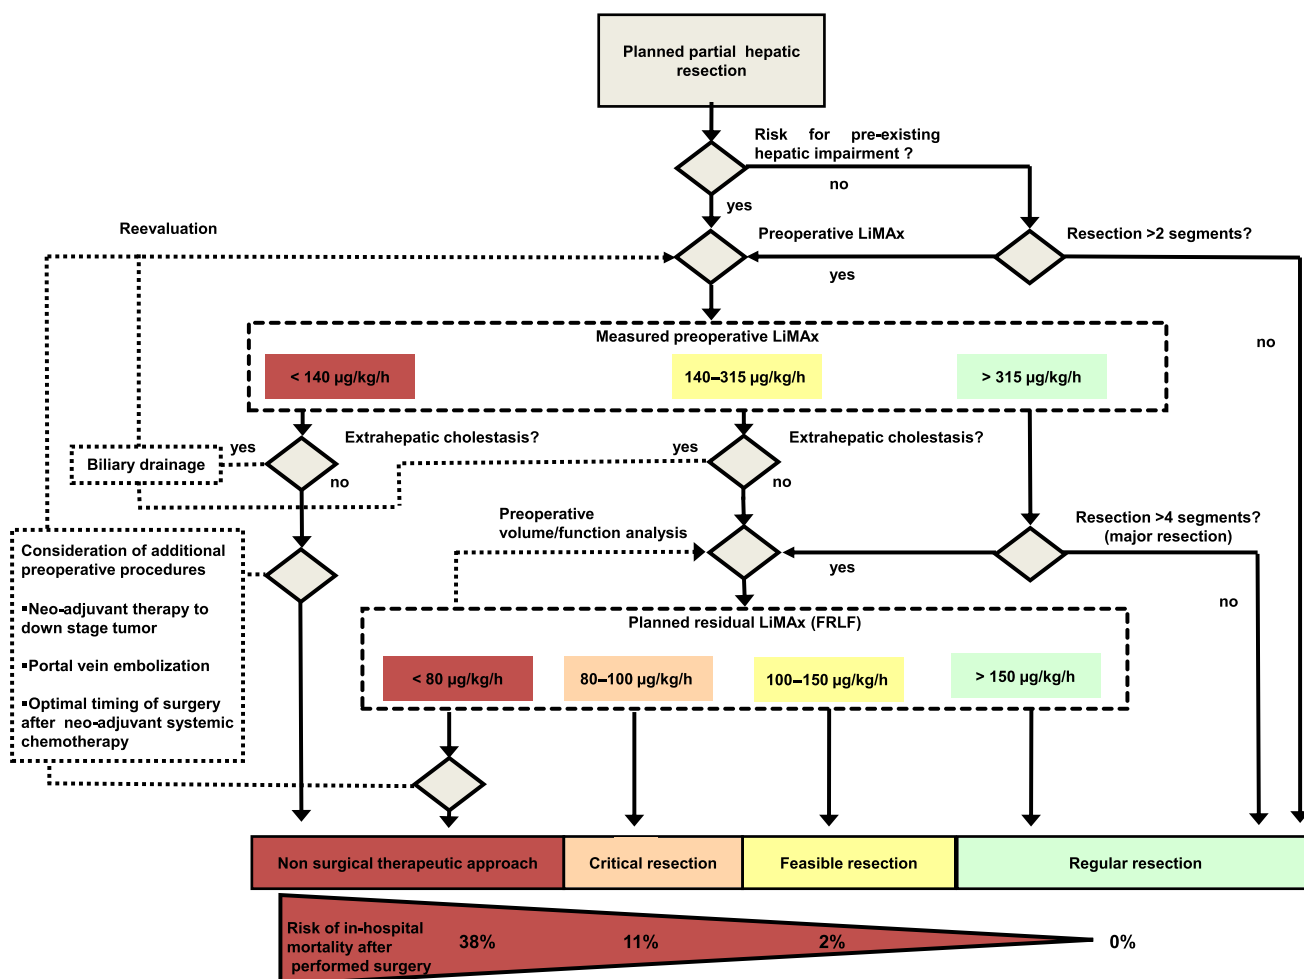 Planned partial hepatic
resection
Risk for pre-existing
hepatic impairment ?
no
yes
Reevaluation
Preoperative LiMAx
Resection >2 segments?
yes
no
Measured preoperative LiMAx
< 140 µg/kg/h
140–315 µg/kg/h
> 315 µg/kg/h
yes
Extrahepatic cholestasis?
yes
Extrahepatic cholestasis?
Biliary drainage
no
no
Preoperative
volume/function analysis
Resection >4 segments?
(major resection)
yes
no
Consideration of additional
preoperative procedures
▪Neo-adjuvant therapy to
down stage tumor
▪Portal vein embolization
▪Optimal timing of surgery
after neo-adjuvant systemic
chemotherapy
Planned residual LiMAx (FRLF)
< 80 µg/kg/h
80–100 µg/kg/h
100–150 µg/kg/h
> 150 µg/kg/h
Non surgical therapeutic approach
Critical resection
Feasible resection
Regular resection
Risk of in-hospital
mortality after
performed surgery
38%
11%
2%
0%